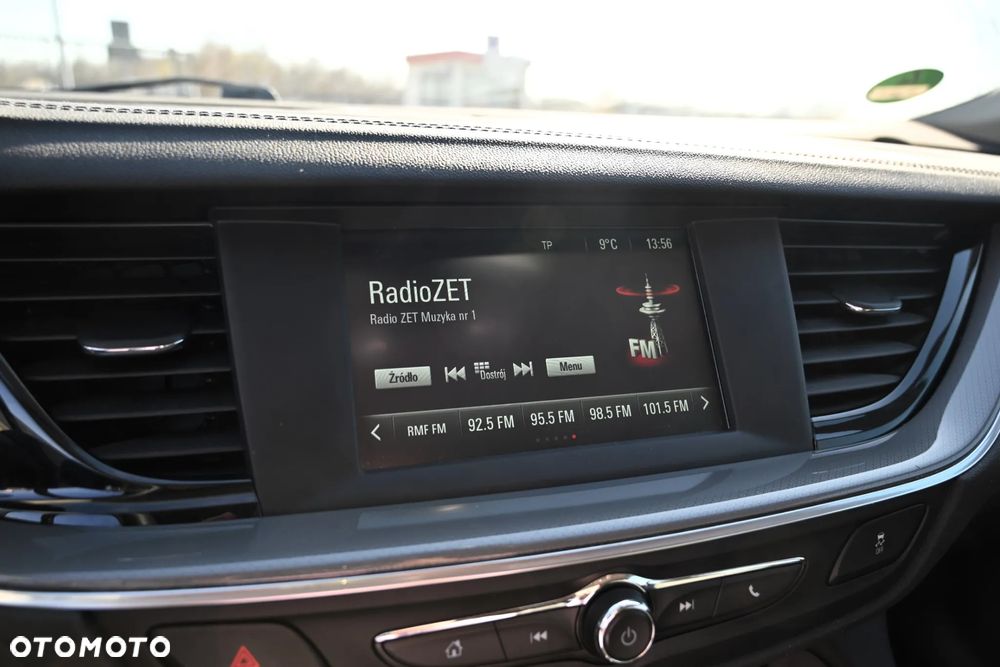 TP 9°C 13:56
RadioZET
Radio ZET Muzyka nr 1
FM
Źródło Dostrój Menu
RMF FM 92.5 FM 95.5 FM 98.5 FM 101.5 FM
OFF
OTOMOTO